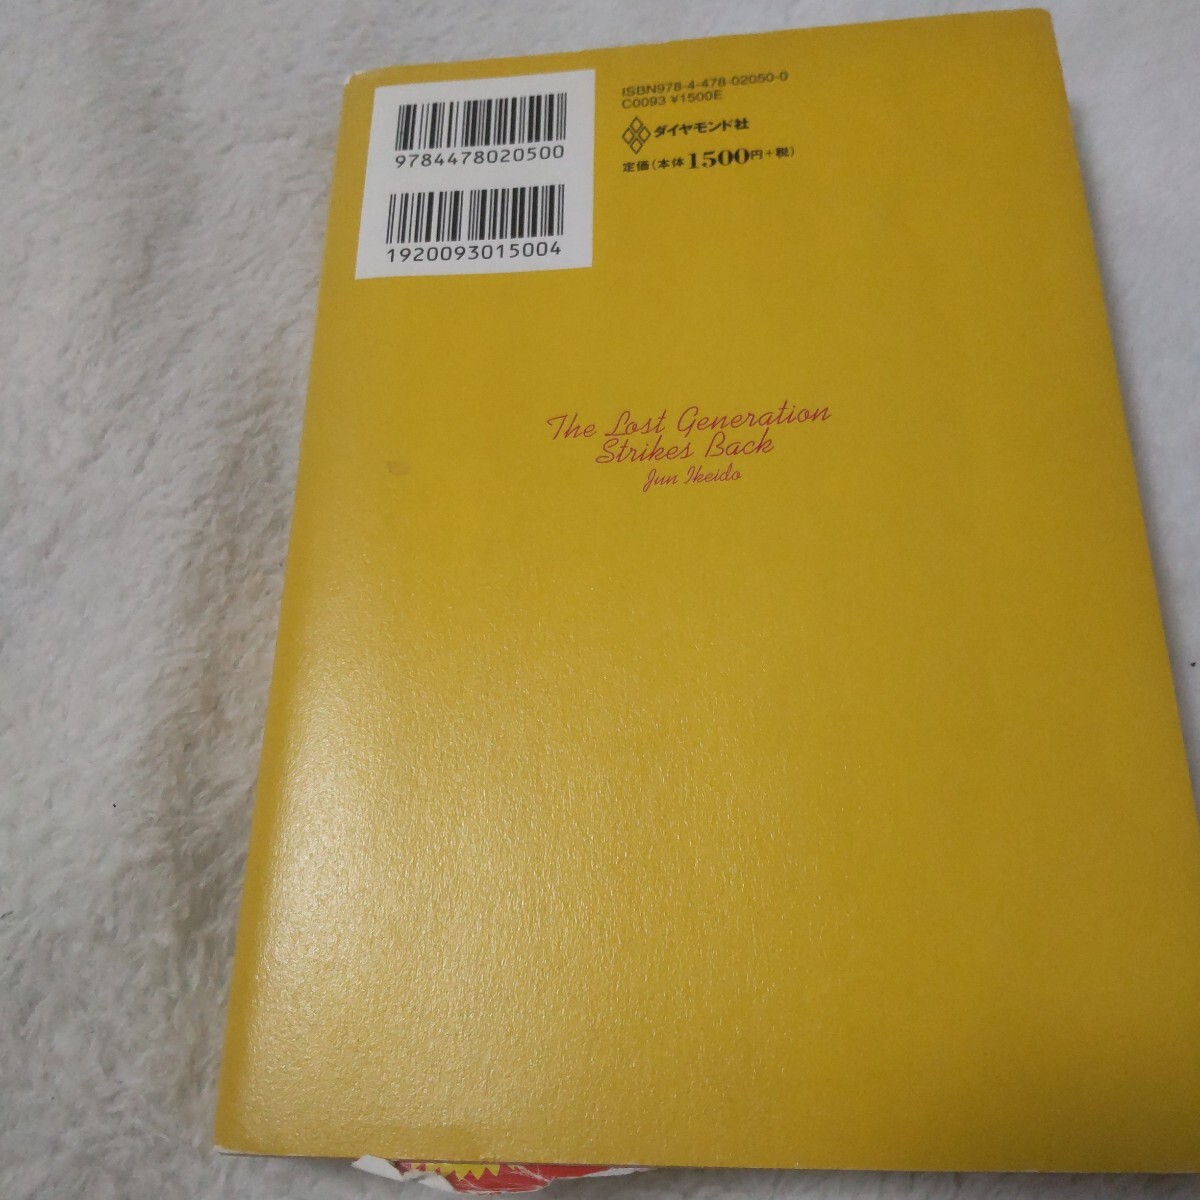 9784478020500
1920093015004
ISBN978-4-478-02050-0
C0093 ¥1500E
ダイヤモンド社
定価(本体1500円+税)
The Lost Generation
Strikes Back
Jun Ikeido